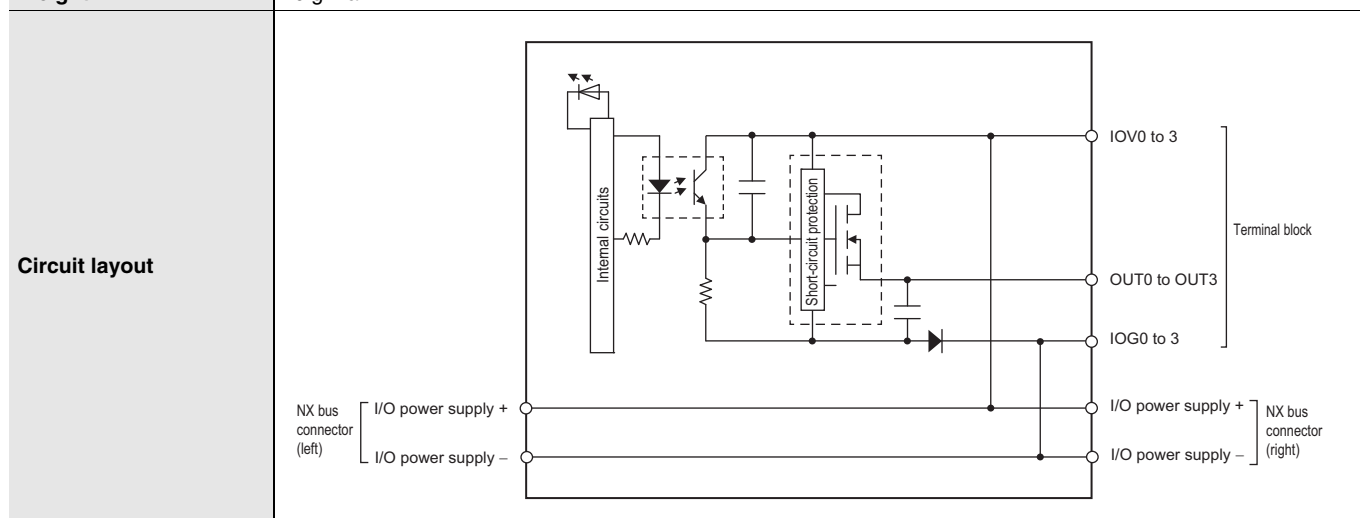 Circuit layout
Internal circuits
Short-circuit protection
IOV0 to 3
Terminal block
OUT0 to OUT3
IOG0 to 3
NX bus
connector
(left)
I/O power supply +
I/O power supply –
I/O power supply +
I/O power supply –
NX bus
connector
(right)